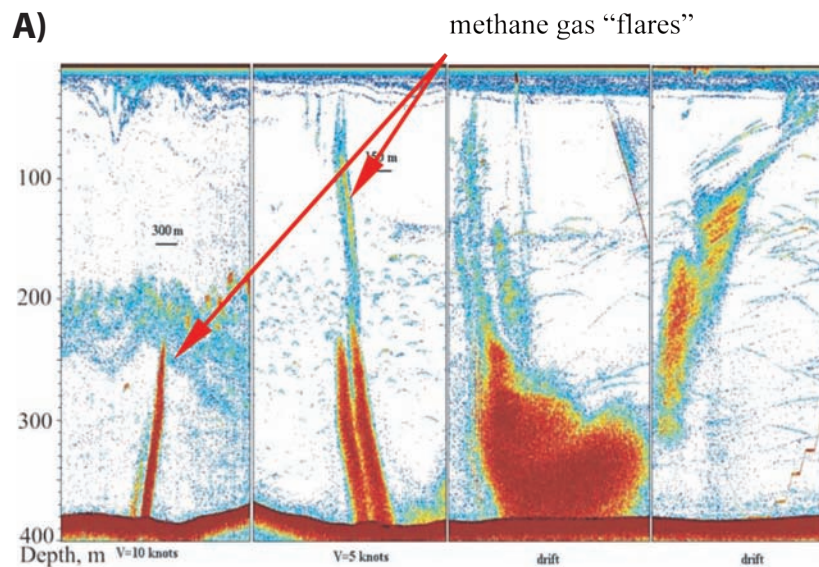 A)
methane gas “flares”
100
150 m
300 m
200
300
400
Depth, m
V=10 knots
V=5 knots
drift
drift